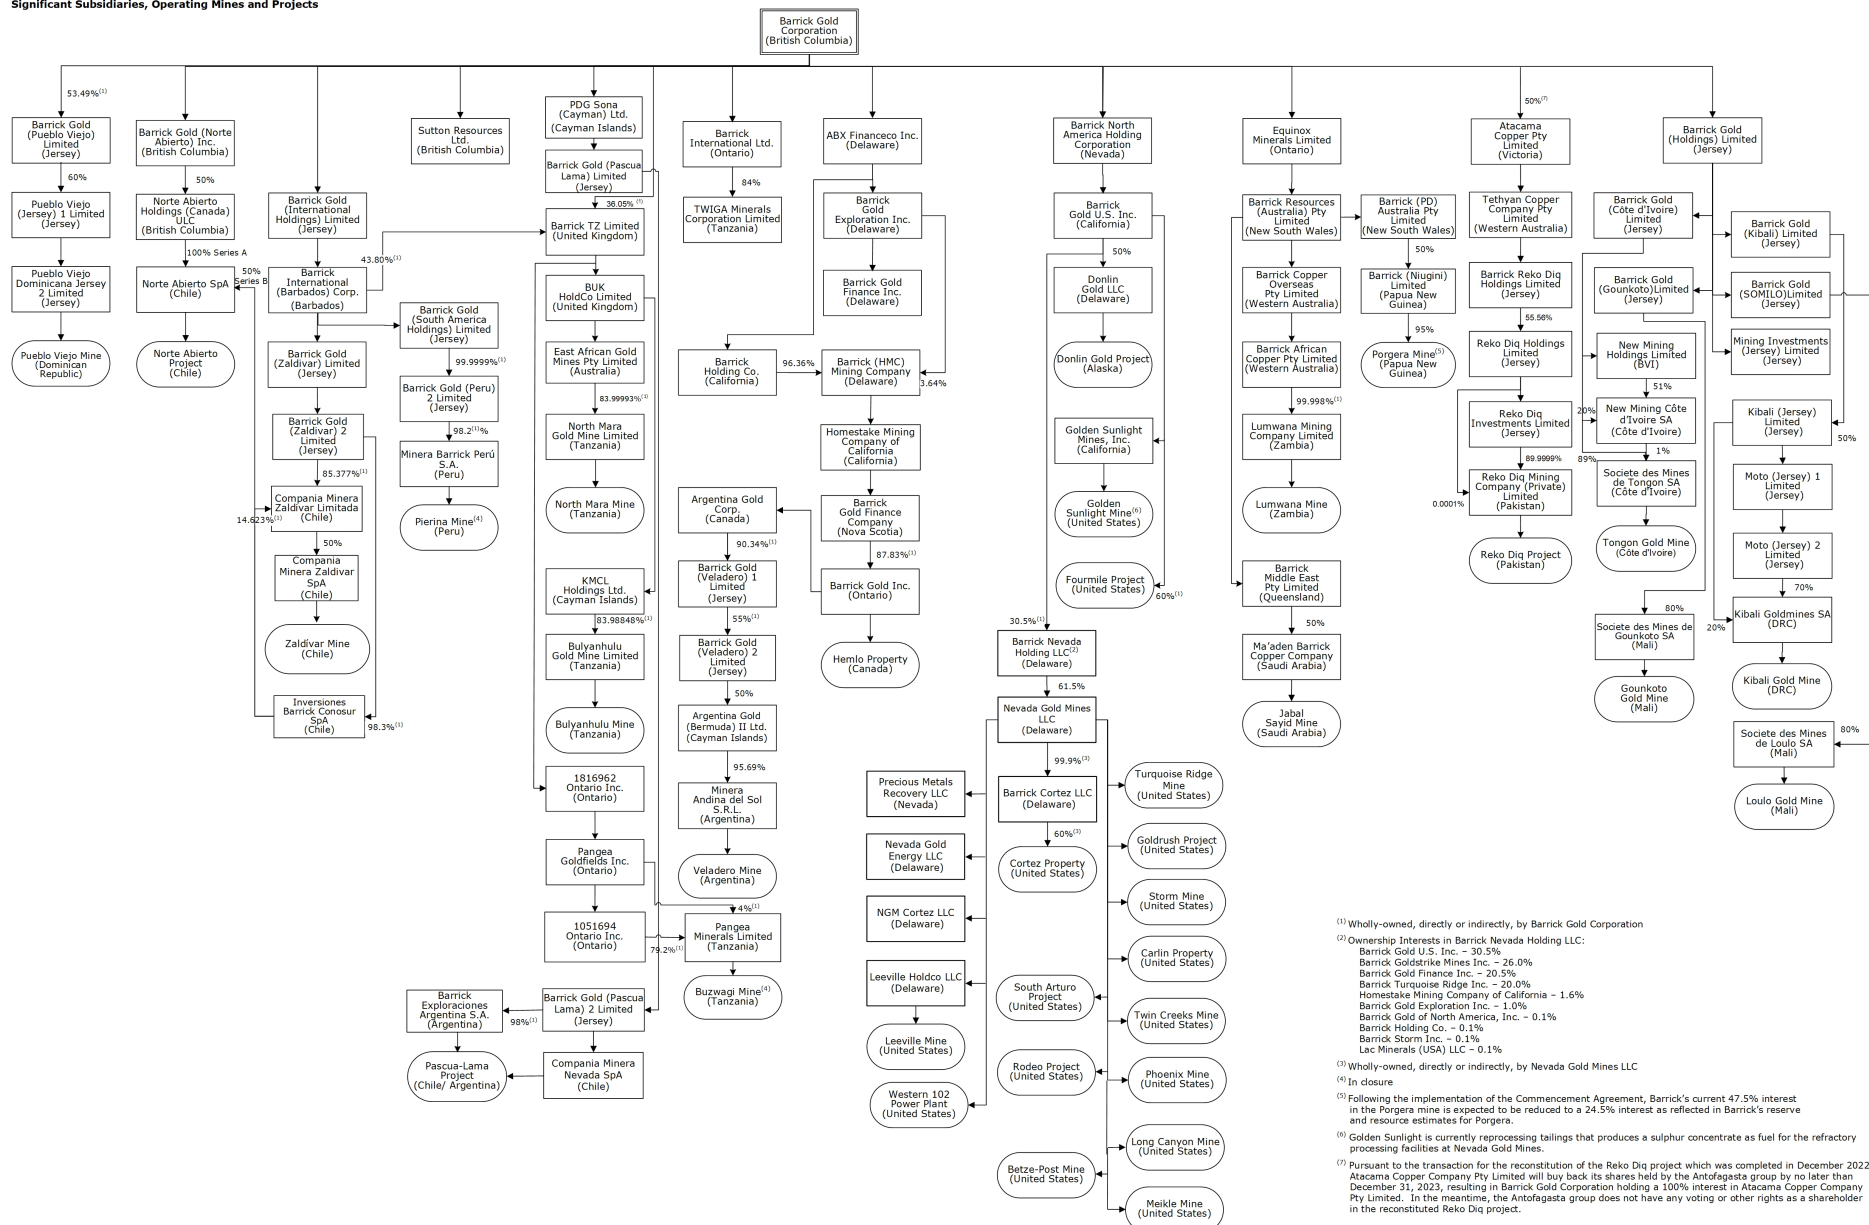 Significant Subsidiaries, Operating Mines and Projects
Barrick Gold
Corporation
(British Columbia)
53.49%(1)
Barrick Gold
(Pueblo Viejo)
Limited
(Jersey)
60%
Pueblo Viejo
(Jersey) 1 Limited
(Jersey)
Pueblo Viejo
Dominicana Jersey
2 Limited
(Jersey)
Pueblo Viejo Mine
(Dominican
Republic)
Barrick Gold (Norte
Abierto) Inc.
(British Columbia)
50%
Norte Abierto
Holdings (Canada)
ULC
(British Columbia)
100% Series A
Norte Abierto SpA
(Chile)
50%
Series B
Norte Abierto
Project
(Chile)
Barrick Gold
(International
Holdings) Limited
(Jersey)
43.80%(1)
Barrick
International
(Barbados) Corp.
(Barbados)
Barrick Gold
(Zaldivar) Limited
(Jersey)
Barrick Gold
(Zaldivar) 2
Limited
(Jersey)
85.377%(1)
Compania Minera
Zaldivar Limitada
(Chile)
14.623%(1)
50%
Compania
Minera Zaldivar
SpA
(Chile)
Zaldívar Mine
(Chile)
Inversiones
Barrick Conosur
SpA
(Chile)
98.3%(1)
Sutton Resources
Ltd.
(British Columbia)
Barrick Gold
(South America
Holdings) Limited
(Jersey)
99.9999%(1)
Barrick Gold (Peru)
2 Limited
(Jersey)
98.2(1)%
Minera Barrick Perú
S.A.
(Peru)
Pierina Mine(4)
(Peru)
PDG Sona
(Cayman) Ltd.
(Cayman Islands)
Barrick Gold (Pascua
Lama) Limited
(Jersey)
36.05% (1)
Barrick TZ Limited
(United Kingdom)
BUK
HoldCo Limited
(United Kingdom)
East African Gold
Mines Pty Limited
(Australia)
83.99993%(1)
North Mara
Gold Mine Limited
(Tanzania)
North Mara Mine
(Tanzania)
KMCL
Holdings Ltd.
(Cayman Islands)
83.98848%(1)
Bulyanhulu
Gold Mine Limited
(Tanzania)
Bulyanhulu Mine
(Tanzania)
1816962
Ontario Inc.
(Ontario)
Pangea
Goldfields Inc.
(Ontario)
4%(1)
1051694
Ontario Inc.
(Ontario)
79.2%(1)
Pangea
Minerals Limited
(Tanzania)
Buzwagi Mine(4)
(Tanzania)
Barrick Gold (Pascua
Lama) 2 Limited
(Jersey)
98%(1)
Barrick
Exploraciones
Argentina S.A.
(Argentina)
Compania Minera
Nevada SpA
(Chile)
Pascua-Lama
Project
(Chile/ Argentina)
Barrick
International Ltd.
(Ontario)
84%
TWIGA Minerals
Corporation Limited
(Tanzania)
ABX Financeco Inc.
(Delaware)
Barrick
Gold
Exploration Inc.
(Delaware)
Barrick Gold
Finance Inc.
(Delaware)
Barrick
Holding Co.
(California)
96.36%
Barrick (HMC)
Mining Company
(Delaware)
3.64%
Homestake Mining
Company of
California
(California)
Barrick
Gold Finance
Company
(Nova Scotia)
87.83%(1)
Barrick Gold Inc.
(Ontario)
Hemlo Property
(Canada)
Argentina Gold
Corp.
(Canada)
90.34%(1)
Barrick Gold
(Veladero) 1
Limited
(Jersey)
55%(1)
Barrick Gold
(Veladero) 2
Limited
(Jersey)
50%
Argentina Gold
(Bermuda) II Ltd.
(Cayman Islands)
95.69%
Minera
Andina del Sol
S.R.L.
(Argentina)
Veladero Mine
(Argentina)
Barrick North
America Holding
Corporation
(Nevada)
Barrick
Gold U.S. Inc.
(California)
50%
Donlin
Gold LLC
(Delaware)
Donlin Gold Project
(Alaska)
Golden Sunlight
Mines, Inc.
(California)
Golden
Sunlight Mine(6)
(United States)
Fourmile Project
(United States)
60%(1)
30.5%(1)
Barrick Nevada
Holding LLC(2)
(Delaware)
61.5%
Nevada Gold Mines
LLC
(Delaware)
99.9%(3)
Barrick Cortez LLC
(Delaware)
60%(3)
Cortez Property
(United States)
Precious Metals
Recovery LLC
(Nevada)
Nevada Gold
Energy LLC
(Delaware)
NGM Cortez LLC
(Delaware)
Leeville Holdco LLC
(Delaware)
Leeville Mine
(United States)
Western 102
Power Plant
(United States)
Turquoise Ridge
Mine
(United States)
Goldrush Project
(United States)
Storm Mine
(United States)
Carlin Property
(United States)
South Arturo
Project
(United States)
Twin Creeks Mine
(United States)
Rodeo Project
(United States)
Phoenix Mine
(United States)
Long Canyon Mine
(United States)
Betze-Post Mine
(United States)
Meikle Mine
(United States)
Equinox
Minerals Limited
(Ontario)
Barrick Resources
(Australia) Pty
Limited
(New South Wales)
Barrick Copper
Overseas
Pty Limited
(Western Australia)
Barrick African
Copper Pty Limited
(Western Australia)
99.998%(1)
Lumwana Mining
Company Limited
(Zambia)
Lumwana Mine
(Zambia)
Barrick
Middle East
Pty Limited
(Queensland)
50%
Ma'aden Barrick
Copper Company
(Saudi Arabia)
Jabal
Sayid Mine
(Saudi Arabia)
Barrick (PD)
Australia Pty
Limited
(New South Wales)
50%
Barrick (Niugini)
Limited
(Papua New
Guinea)
95%
Porgera Mine(5)
(Papua New
Guinea)
50%(7)
Atacama
Copper Pty
Limited
(Victoria)
Tethyan Copper
Company Pty
Limited
(Western Australia)
Barrick Reko Diq
Holdings Limited
(Jersey)
55.56%
Reko Diq Holdings
Limited
(Jersey)
Reko Diq
Investments Limited
(Jersey)
89.9999%
Reko Diq Mining
Company (Private)
Limited
(Pakistan)
0.0001%
Reko Diq Project
(Pakistan)
Barrick Gold
(Holdings) Limited
(Jersey)
Barrick Gold
(Côte d'Ivoire)
Limited
(Jersey)
Barrick Gold
(Gounkoto)Limited
(Jersey)
New Mining
Holdings Limited
(BVI)
51%
20%
New Mining Côte
d'Ivoire SA
(Côte d'Ivoire)
1%
89%
Societe des Mines
de Tongon SA
(Côte d'Ivoire)
Tongon Gold Mine
(Côte d'Ivoire)
80%
Societe des Mines de
Gounkoto SA
(Mali)
Gounkoto
Gold Mine
(Mali)
Barrick Gold
(Kibali) Limited
(Jersey)
Barrick Gold
(SOMILO)Limited
(Jersey)
Mining Investments
(Jersey) Limited
(Jersey)
Kibali (Jersey)
Limited
(Jersey)
50%
Moto (Jersey) 1
Limited
(Jersey)
Moto (Jersey) 2
Limited
(Jersey)
70%
Kibali Goldmines SA
(DRC)
20%
Kibali Gold Mine
(DRC)
Societe des Mines
de Loulo SA
(Mali)
80%
Loulo Gold Mine
(Mali)
(1) Wholly-owned, directly or indirectly, by Barrick Gold Corporation
(2) Ownership Interests in Barrick Nevada Holding LLC:
Barrick Gold U.S. Inc. – 30.5%
Barrick Goldstrike Mines Inc. – 26.0%
Barrick Gold Finance Inc. – 20.5%
Barrick Turquoise Ridge Inc. – 20.0%
Homestake Mining Company of California – 1.6%
Barrick Gold Exploration Inc. – 1.0%
Barrick Gold of North America, Inc. – 0.1%
Barrick Holding Co. – 0.1%
Barrick Storm Inc. – 0.1%
Lac Minerals (USA) LLC – 0.1%
(3) Wholly-owned, directly or indirectly, by Nevada Gold Mines LLC
(4) In closure
(5) Following the implementation of the Commencement Agreement, Barrick's current 47.5% interest
in the Porgera mine is expected to be reduced to a 24.5% interest as reflected in Barrick's reserve
and resource estimates for Porgera.
(6) Golden Sunlight is currently reprocessing tailings that produces a sulphur concentrate as fuel for the refractory
processing facilities at Nevada Gold Mines.
(7) Pursuant to the transaction for the reconstitution of the Reko Diq project which was completed in December 2022
Atacama Copper Company Pty Limited will buy back its shares held by the Antofagasta group by no later than
December 31, 2023, resulting in Barrick Gold Corporation holding a 100% interest in Atacama Copper Company
Pty Limited. In the meantime, the Antofagasta group does not have any voting or other rights as a shareholder
in the reconstituted Reko Diq project.